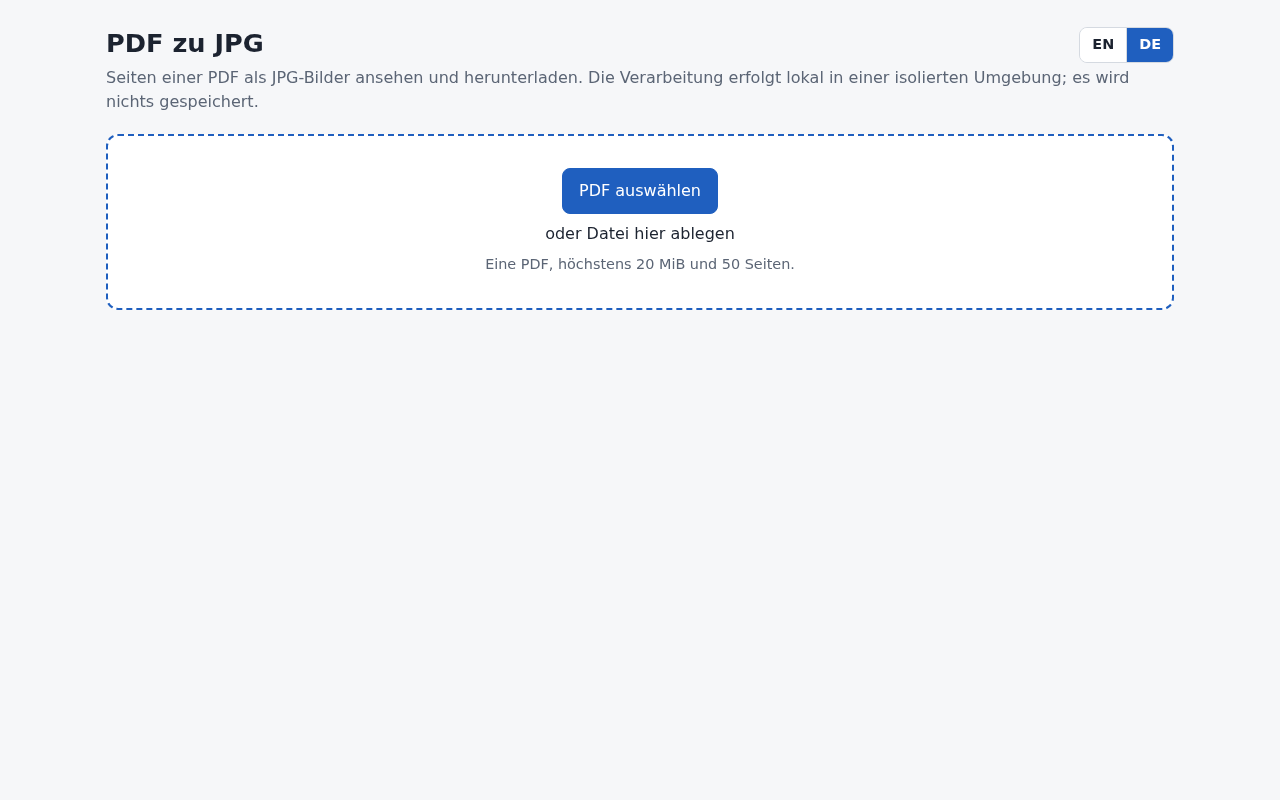 PDF zu JPG
EN DE
Seiten einer PDF als JPG-Bilder ansehen und herunterladen. Die Verarbeitung erfolgt lokal in einer isolierten Umgebung; es wird
nichts gespeichert.
PDF auswählen
oder Datei hier ablegen
Eine PDF, höchstens 20 MiB und 50 Seiten.